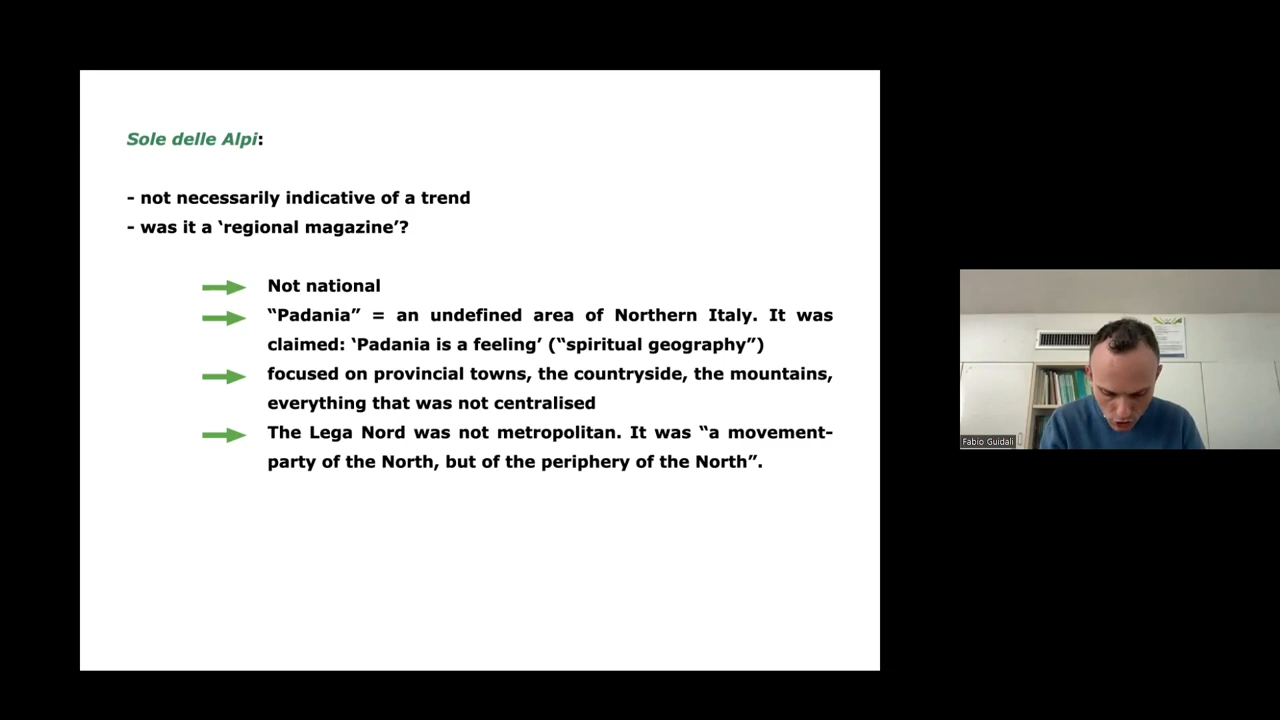 Sole delle Alpi:
- not necessarily indicative of a trend
- was it a ‘regional magazine’?
Not national
“Padania” = an undefined area of Northern Italy. It was
claimed: ‘Padania is a feeling’ (“spiritual geography”)
focused on provincial towns, the countryside, the mountains,
everything that was not centralised
The Lega Nord was not metropolitan. It was “a movement-
party of the North, but of the periphery of the North”.
Fabio Guidali